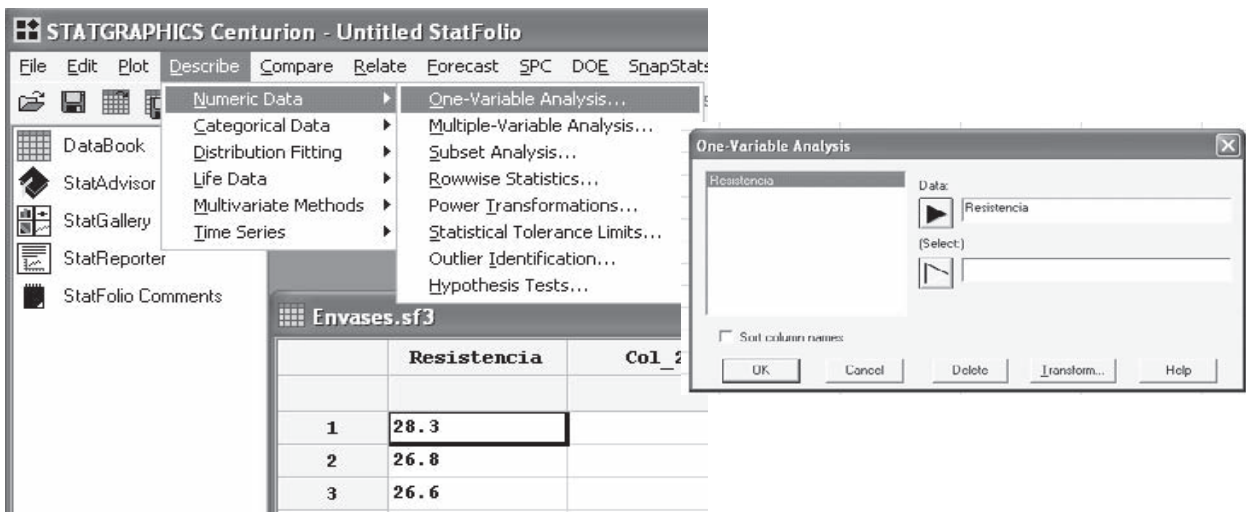 STATGRAPHICS Centurion - Untitled StatFolio
File Edit Plot Describe Compare Relate Forecast SPC DOE SnapStats
Numeric Data
Categorical Data
Distribution Fitting
Life Data
Multivariate Methods
Time Series
One-Variable Analysis...
Multiple-Variable Analysis...
Subset Analysis...
Rowwise Statistics...
Power Transformations...
Statistical Tolerance Limits...
Outlier Identification...
Hypothesis Tests...
DataBook
StatAdvisor
StatGallery
StatReporter
StatFolio Comments
Envases.sf3
Resistencia Col_2
1 28.3
2 26.8
3 26.6
One-Variable Analysis
Resistencia
Data:
Resistencia
(Select:)
Sort column names
OK Cancel Delete Transform... Help